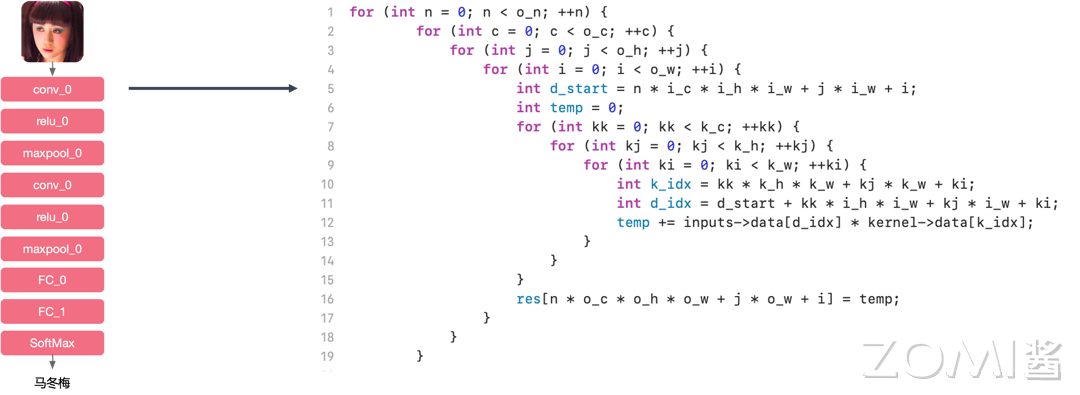 conv_0
relu_0
maxpool_0
conv_0
relu_0
maxpool_0
FC_0
FC_1
SoftMax
马冬梅
1 for (int n = 0; n < o_n; ++n) {
2 for (int c = 0; c < o_c; ++c) {
3 for (int j = 0; j < o_h; ++j) {
4 for (int i = 0; i < o_w; ++i) {
5 int d_start = n * i_c * i_h * i_w + j * i_w + i;
6 int temp = 0;
7 for (int kk = 0; kk < k_c; ++kk) {
8 for (int kj = 0; kj < k_h; ++kj) {
9 for (int ki = 0; ki < k_w; ++ki) {
10 int k_idx = kk * k_h * k_w + kj * k_w + ki;
11 int d_idx = d_start + kk * i_h * i_w + kj * i_w + ki;
12 temp += inputs->data[d_idx] * kernel->data[k_idx];
13 }
14 }
15 }
16 res[n * o_c * o_h * o_w + j * o_w + i] = temp;
17 }
18 }
19 }
ZOMI酱